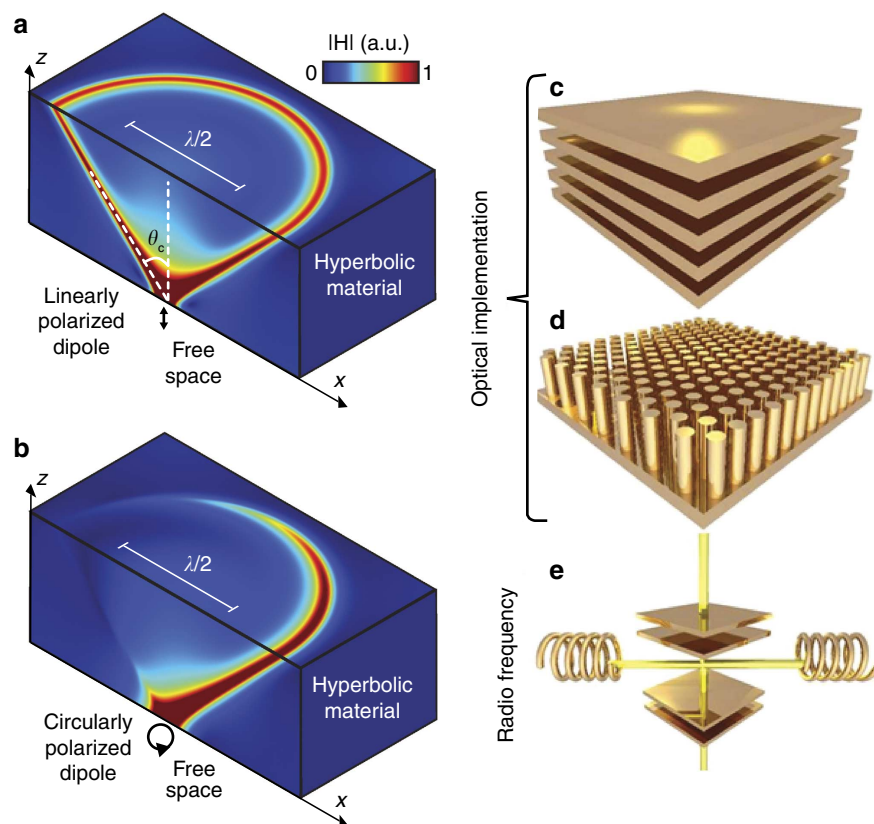 a
z
|H| (a.u.)
0
1
λ/2
θc
Hyperbolic
material
Linearly
polarized
dipole
Free
space
x
b
z
λ/2
Hyperbolic
material
Circularly
polarized
dipole
Free
space
x
Optical implementation
c
d
Radio frequency
e